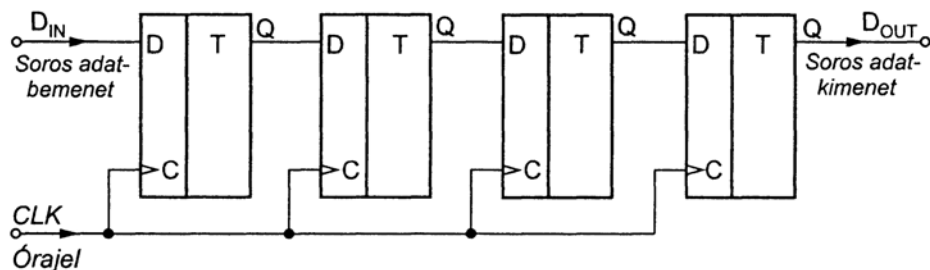 D_IN
Soros adat-
bemenet
D T Q
C
D T Q
C
D T Q
C
D T Q
C
D_OUT
Soros adat-
kimenet
CLK
Órajel